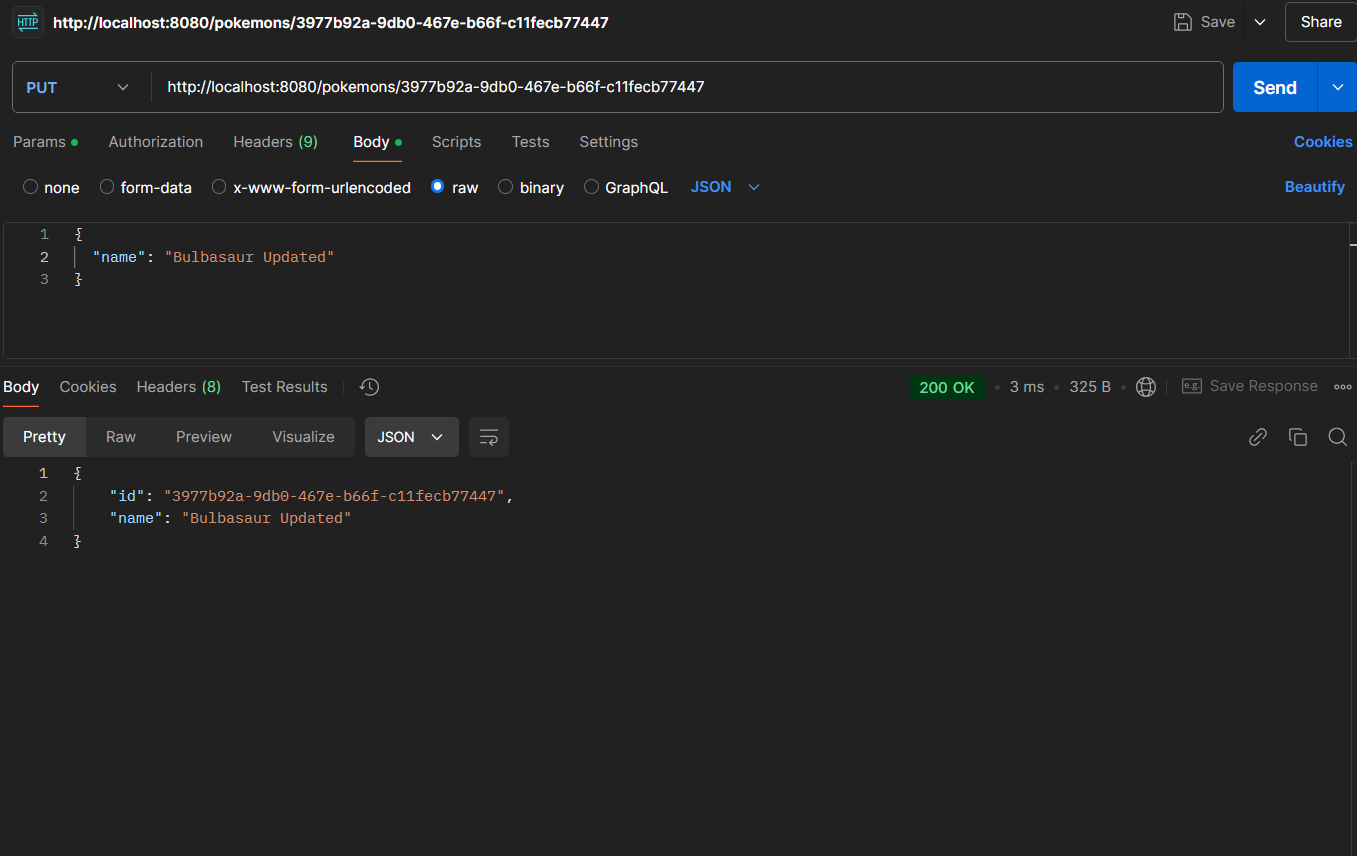 HTTP http://localhost:8080/pokemons/3977b92a-9db0-467e-b66f-c11fecb77447 Save Share
PUT http://localhost:8080/pokemons/3977b92a-9db0-467e-b66f-c11fecb77447 Send
Params Authorization Headers (9) Body Scripts Tests Settings Cookies
none form-data x-www-form-urlencoded raw binary GraphQL JSON Beautify
1 {
2 "name": "Bulbasaur Updated"
3 }
Body Cookies Headers (8) Test Results 200 OK • 3 ms • 325 B • e.g. Save Response
Pretty Raw Preview Visualize JSON
1 {
2 "id": "3977b92a-9db0-467e-b66f-c11fecb77447",
3 "name": "Bulbasaur Updated"
4 }